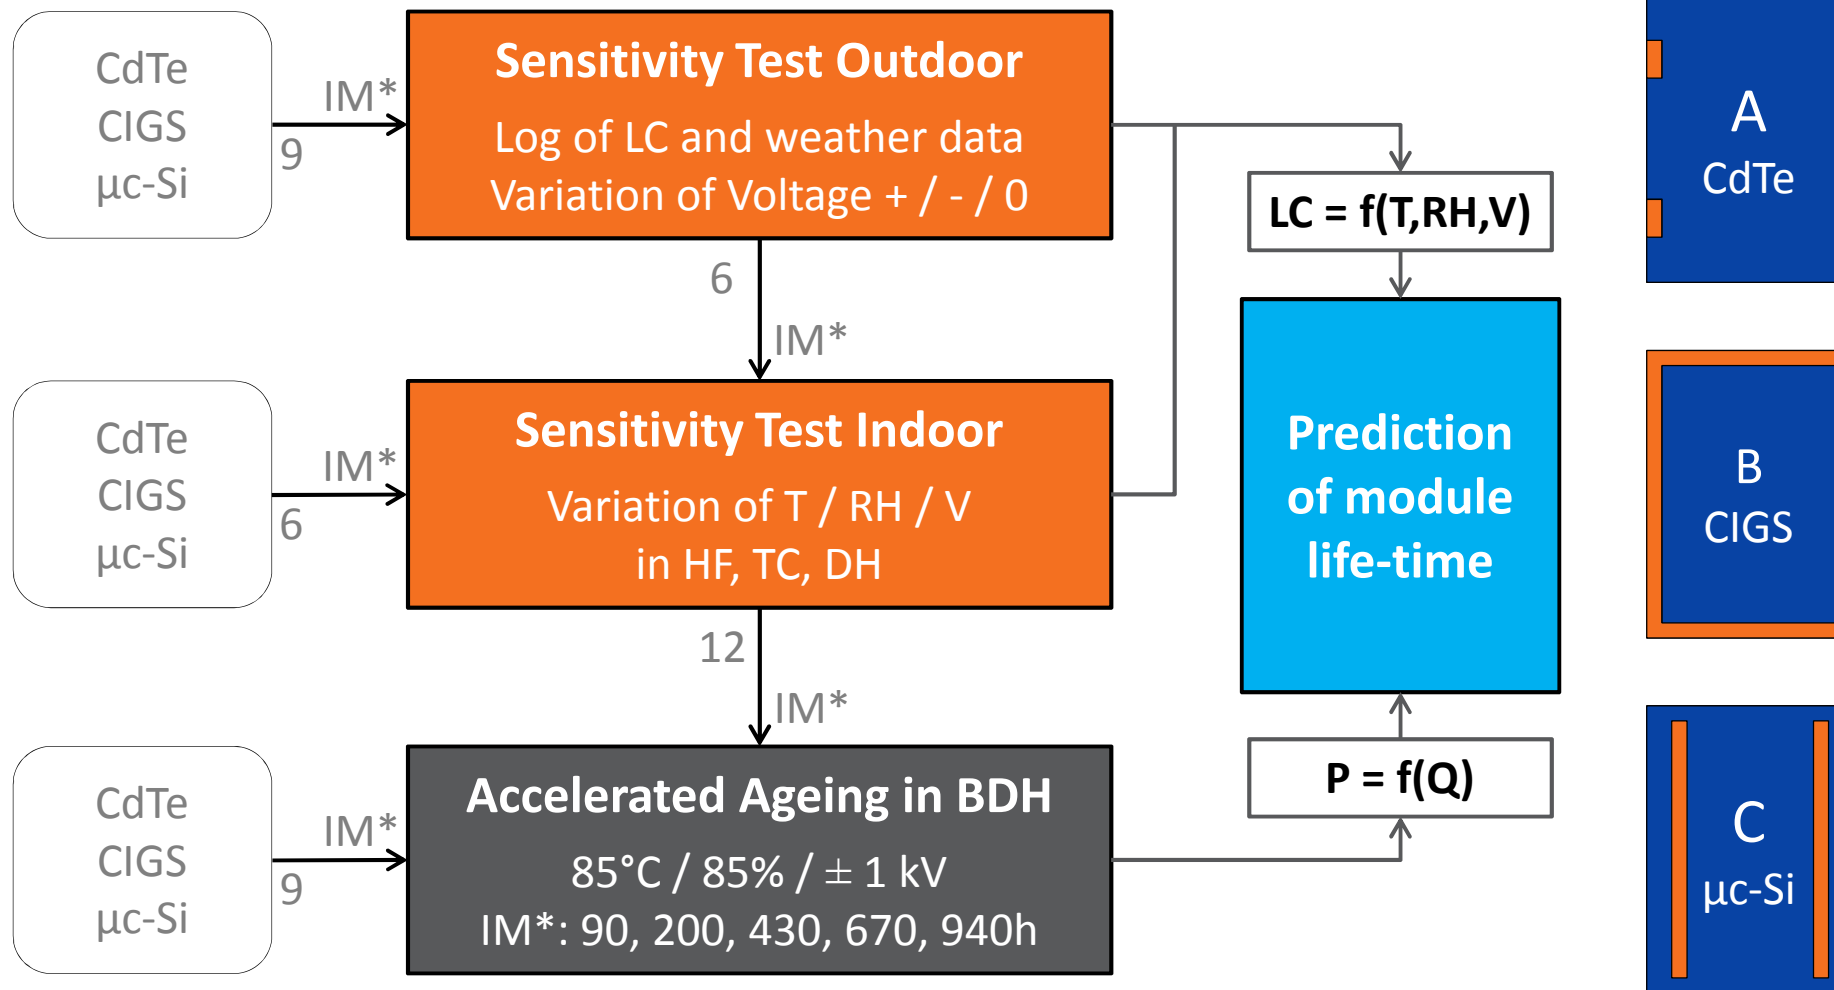 CdTe
CIGS
µc-Si
IM*
9
Sensitivity Test Outdoor
Log of LC and weather data
Variation of Voltage + / - / 0
6
IM*
CdTe
CIGS
µc-Si
IM*
6
Sensitivity Test Indoor
Variation of T / RH / V
in HF, TC, DH
12
IM*
CdTe
CIGS
µc-Si
IM*
9
Accelerated Ageing in BDH
85°C / 85% / ± 1 kV
IM*: 90, 200, 430, 670, 940h
LC = f(T,RH,V)
Prediction
of module
life-time
P = f(Q)
A
CdTe
B
CIGS
C
µc-Si